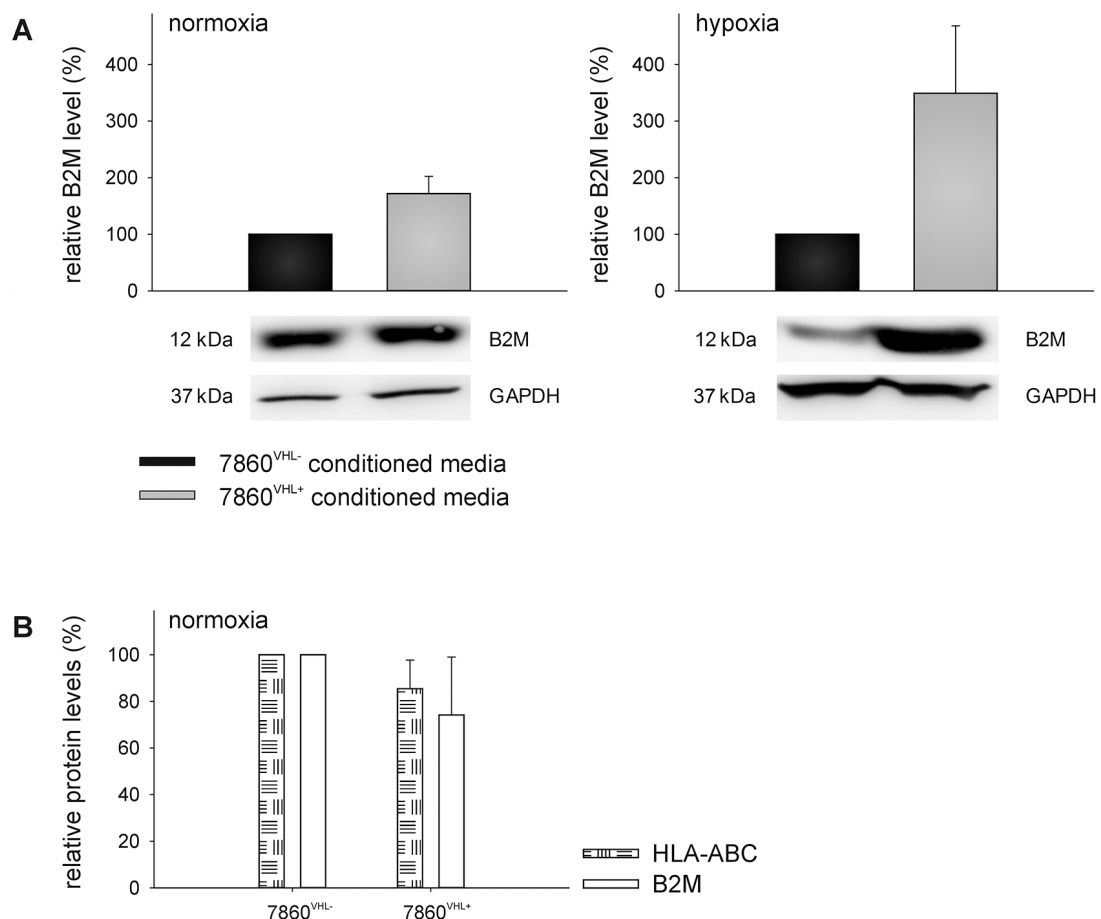 A
normoxia
relative B2M level (%)
400
300
200
100
0
12 kDa
B2M
37 kDa
GAPDH
hypoxia
relative B2M level (%)
400
300
200
100
0
12 kDa
B2M
37 kDa
GAPDH
7860VHL- conditioned media
7860VHL+ conditioned media
B
normoxia
relative protein levels (%)
100
80
60
40
20
0
7860VHL-
7860VHL+
HLA-ABC
B2M